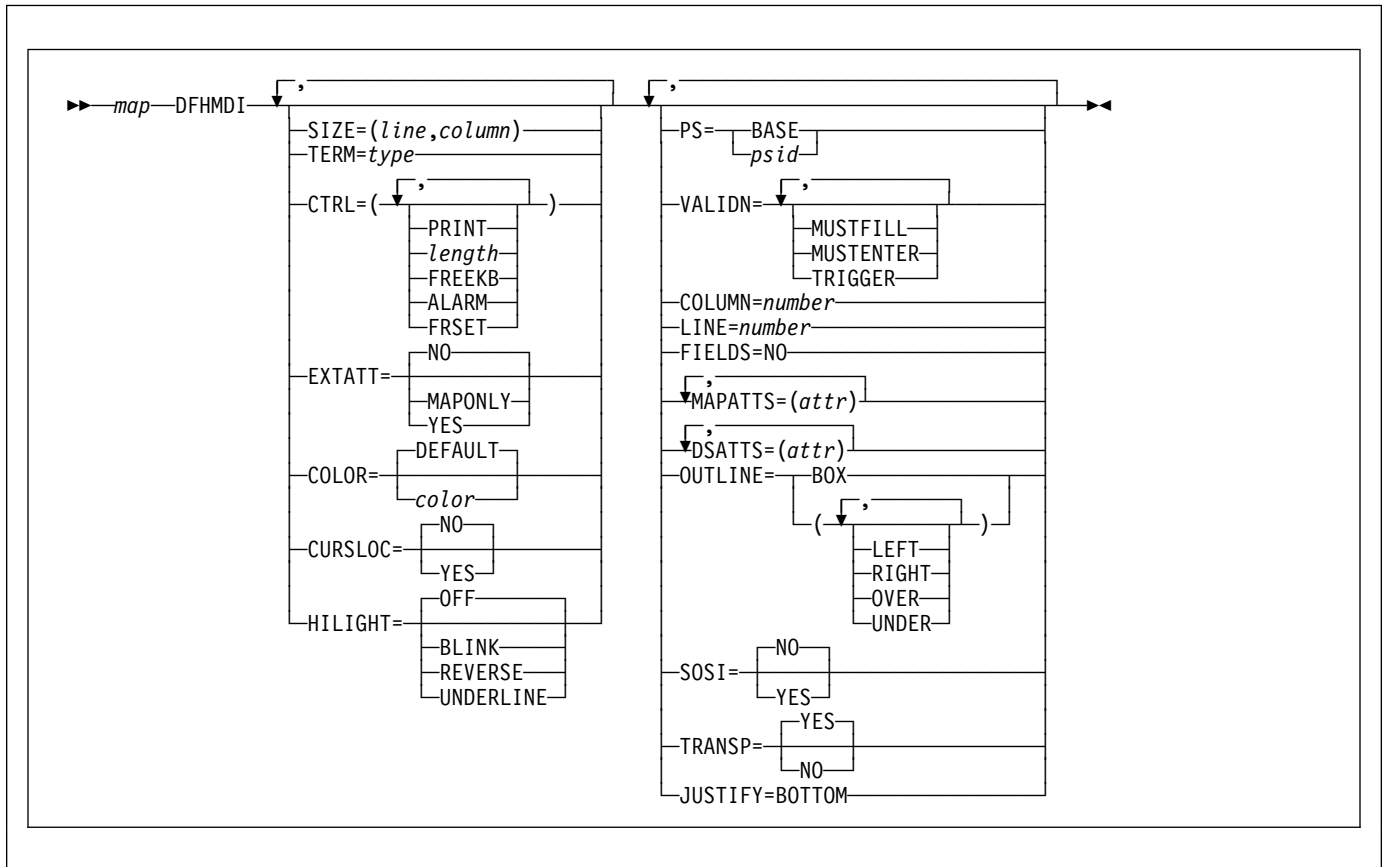 map DFHMDI
,
SIZE=(line,column)
TERM=type
CTRL=(
,
)
PRINT
length
FREEKB
ALARM
FRSET
EXTATT=
NO
MAPONLY
YES
COLOR=
DEFAULT
color
CURSLOC=
NO
YES
HILIGHT=
OFF
BLINK
REVERSE
UNDERLINE
,
PS=
BASE
psid
VALIDN=
,
MUSTFILL
MUSTENTER
TRIGGER
COLUMN=number
LINE=number
FIELDS=NO
,
MAPATTS=(attr)
,
DSATTS=(attr)
OUTLINE=
BOX
(
,
)
LEFT
RIGHT
OVER
UNDER
SOSI=
NO
YES
TRANSP=
YES
NO
JUSTIFY=BOTTOM